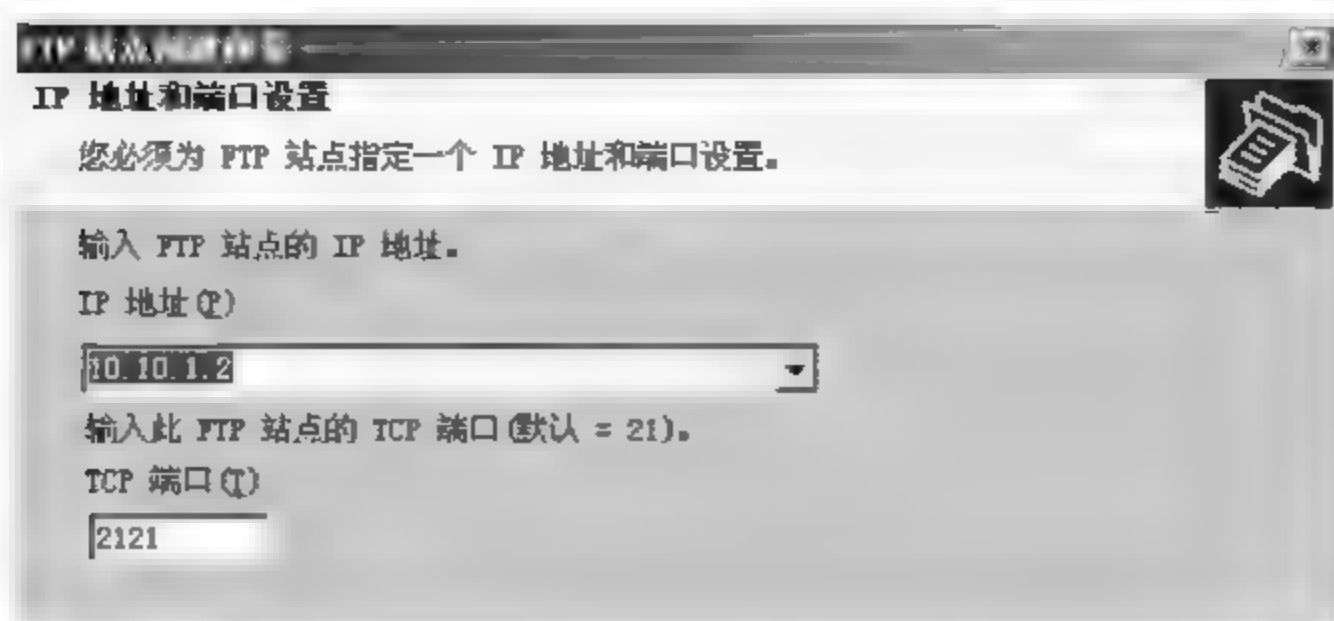 IP 地址和端口设置
您必须为 FTP 站点指定一个 IP 地址和端口设置。
输入 FTP 站点的 IP 地址。
IP 地址(P)
10.10.1.2
输入此 FTP 站点的 TCP 端口(默认 = 21)。
TCP 端口(T)
2121